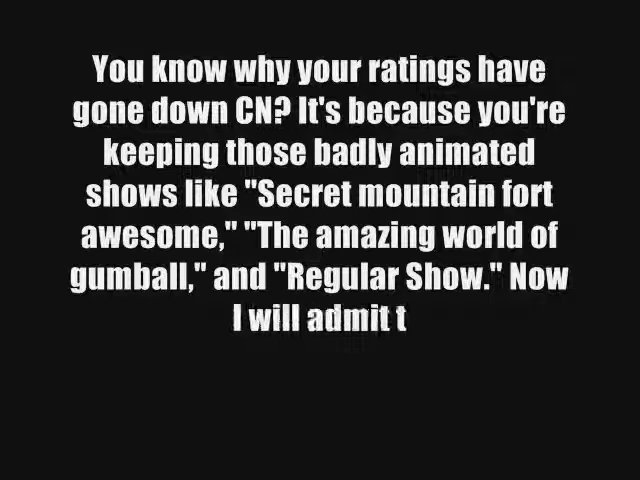 You know why your ratings have
gone down CN? It's because you're
keeping those badly animated
shows like "Secret mountain fort
awesome," "The amazing world of
gumball," and "Regular Show." Now
I will admit t